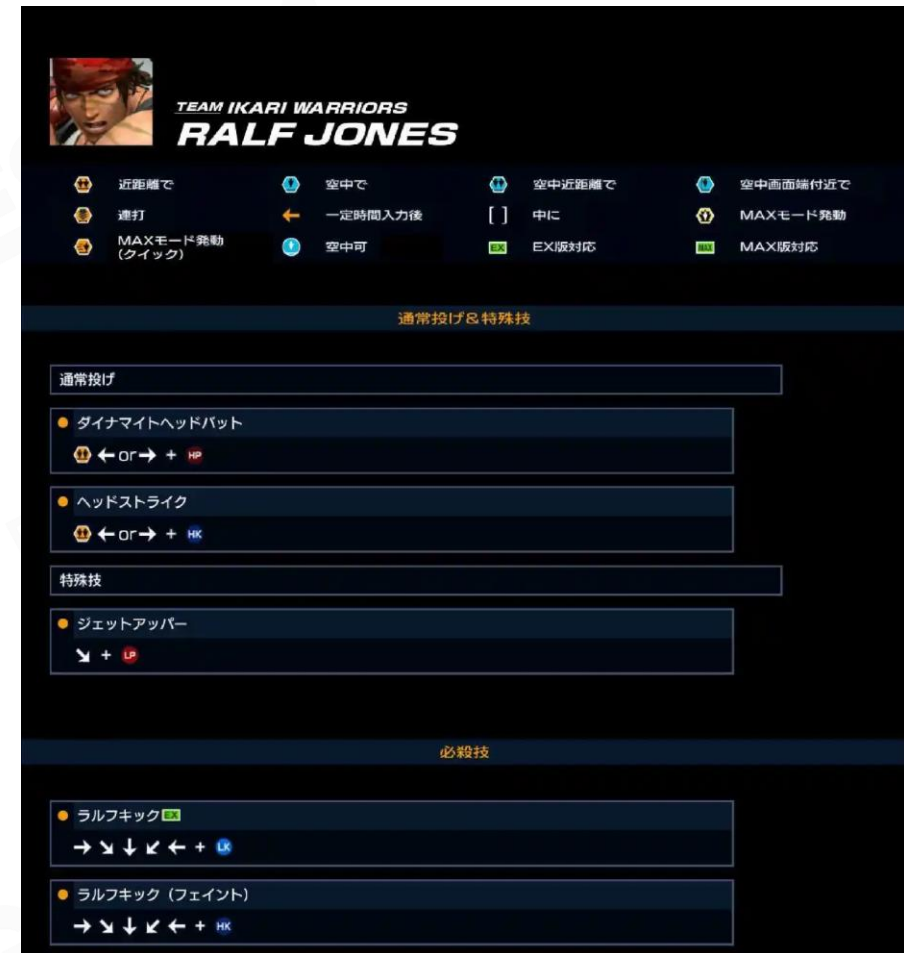 TEAM IKARI WARRIORS
RALF JONES
近距離で 空中で 空中近距離で 空中画面端付近で
連打 ← 一定時間入力後 [ ] 中に MAXモード発動
MAXモード発動
(クイック) 空中可 EX EX版対応 MAX MAX版対応
通常投げ&特殊技
通常投げ
● ダイナマイトヘッドバット
←or→ + HP
● ヘッドストライク
←or→ + HK
特殊技
● ジェットアッパー
↘ + LP
必殺技
● ラルフキック EX
→ ↘ ↓ ↙ ← + LK
● ラルフキック (フェイント)
→ ↘ ↓ ↙ ← + HK